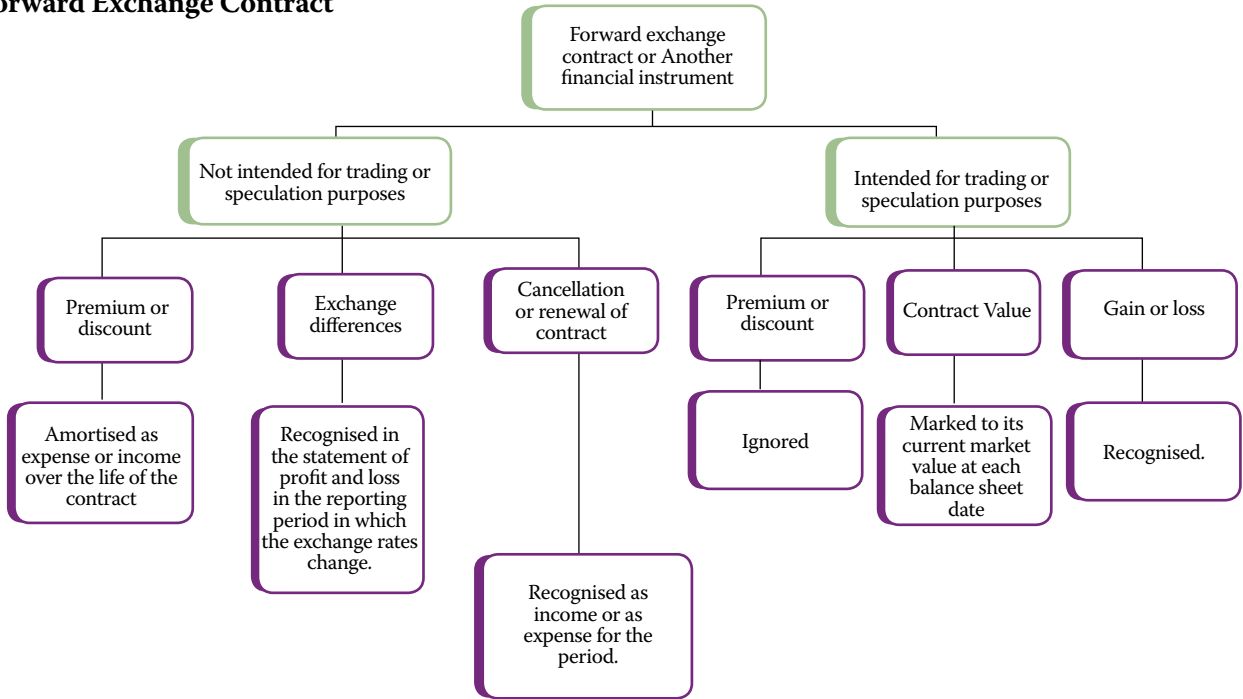 orward Exchange Contract
Forward exchange
contract or Another
financial instrument
Not intended for trading or
speculation purposes
Intended for trading or
speculation purposes
Premium or
discount
Exchange
differences
Cancellation
or renewal of
contract
Premium or
discount
Contract Value
Gain or loss
Amortised as
expense or income
over the life of the
contract
Recognised in
the statement of
profit and loss
in the reporting
period in which
the exchange rates
change.
Recognised as
income or as
expense for the
period.
Ignored
Marked to its
current market
value at each
balance sheet
date
Recognised.